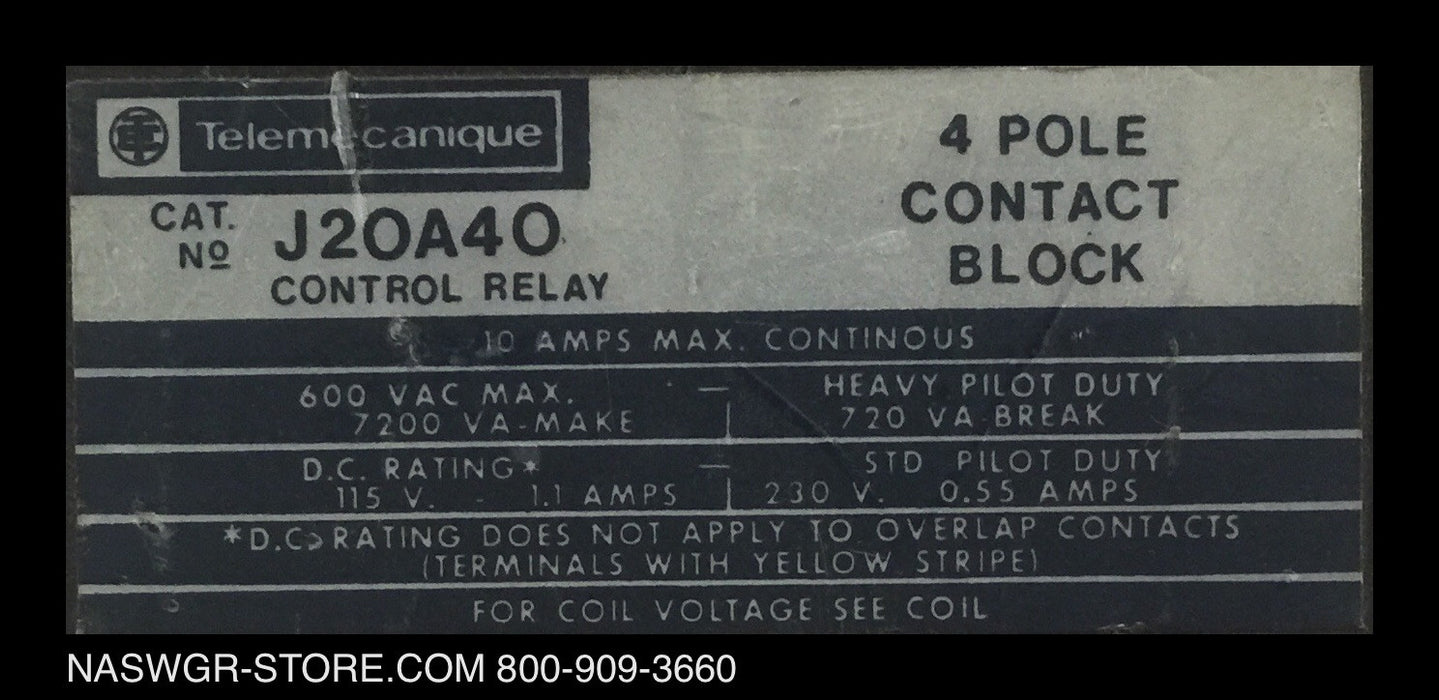 Telemecanique
CAT.
Nº
J20A40
CONTROL RELAY
4 POLE
CONTACT
BLOCK
10 AMPS MAX. CONTINOUS
600 VAC MAX. — HEAVY PILOT DUTY
7200 VA-MAKE | 720 VA-BREAK
D.C. RATING* — STD PILOT DUTY
115 V. - 1.1 AMPS | 230 V. 0.55 AMPS
*D.C. RATING DOES NOT APPLY TO OVERLAP CONTACTS
(TERMINALS WITH YELLOW STRIPE)
FOR COIL VOLTAGE SEE COIL
NASWGR-STORE.COM 800-909-3660